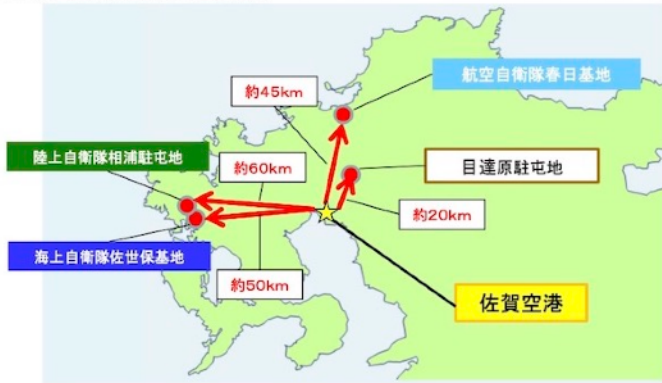 航空自衛隊春日基地
約45km
陸上自衛隊相浦駐屯地
約60km
目達原駐屯地
約20km
海上自衛隊佐世保基地
約50km
佐賀空港